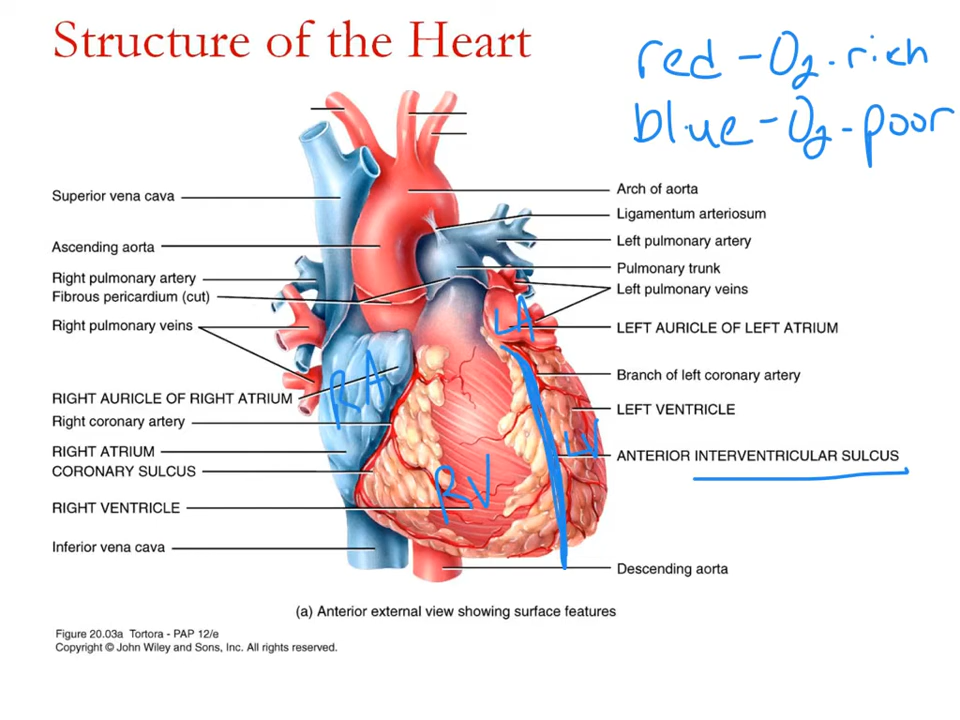 Structure of the Heart
red - O2 - rich
blue - O2 - poor
Superior vena cava
Ascending aorta
Right pulmonary artery
Fibrous pericardium (cut)
Right pulmonary veins
RIGHT AURICLE OF RIGHT ATRIUM
Right coronary artery
RIGHT ATRIUM
CORONARY SULCUS
RIGHT VENTRICLE
Inferior vena cava
Arch of aorta
Ligamentum arteriosum
Left pulmonary artery
Pulmonary trunk
Left pulmonary veins
LEFT AURICLE OF LEFT ATRIUM
Branch of left coronary artery
LEFT VENTRICLE
ANTERIOR INTERVENTRICULAR SULCUS
Descending aorta
LA
RA
LV
RV
(a) Anterior external view showing surface features
Figure 20.03a Tortora - PAP 12/e
Copyright © John Wiley and Sons, Inc. All rights reserved.